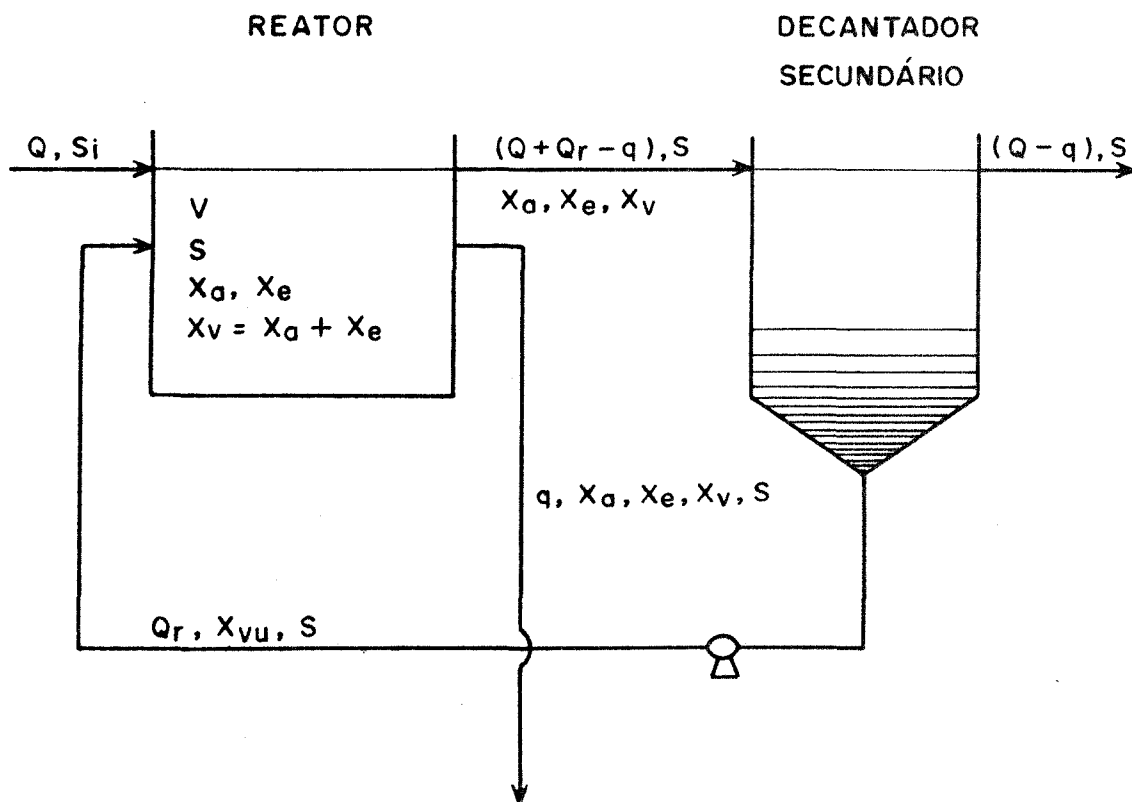 REATOR
DECANTADOR
SECUNDÁRIO
Q, Si
(Q+Qr-q), S
(Q-q), S
Xa, Xe, Xv
V
S
Xa, Xe
Xv = Xa + Xe
q, Xa, Xe, Xv, S
Qr, Xvu, S